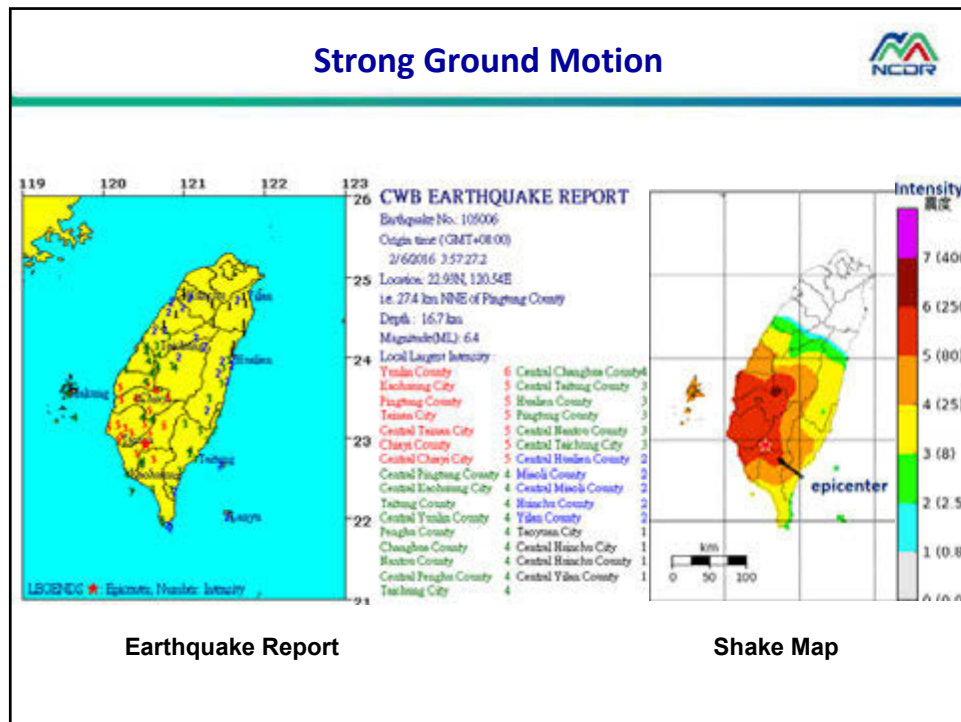 Strong Ground Motion
NCDR
119 120 121 122 123
26
25
24
23
22
21
Taichung
Hualien
Taitung
LEGENDS ★: Epicenter, Number: Intensity
CWB EARTHQUAKE REPORT
Earthquake No.: 105006
Origin time (GMT+08:00)
2/6/2016 3:57:27.2
Location: 22.93N, 120.54E
i.e. 27.4 km NNE of Pingtung County
Depth : 16.7 km
Magnitude(ML): 6.4
Local Largest Intensity :
Yunlin County 6 Central Changhua County 4
Kaohsiung City 5 Central Taitung County 3
Pingtung County 5 Hualien County 3
Tainan City 5 Pingtung County 3
Central Tainan City 5 Central Nantou County 3
Chiayi County 5 Central Taichung City 3
Central Chiayi City 5 Central Hualien County 2
Central Pingtung County 4 Miaoli County 2
Central Kaohsiung City 4 Central Miaoli County 2
Taitung County 4 Hsinchu County 2
Central Yunlin County 4 Yilan County 2
Penghu County 4 Taoyuan City 1
Changhua County 4 Central Hsinchu City 1
Nantou County 4 Central Hsinchu County 1
Central Penghu County 4 Central Yilan County 1
Taichung City 4
Intensity
震度
7 (400
6 (250
5 (80)
4 (25)
3 (8)
2 (2.5
1 (0.8
0 (0.0
epicenter
km
0 50 100
Earthquake Report
Shake Map